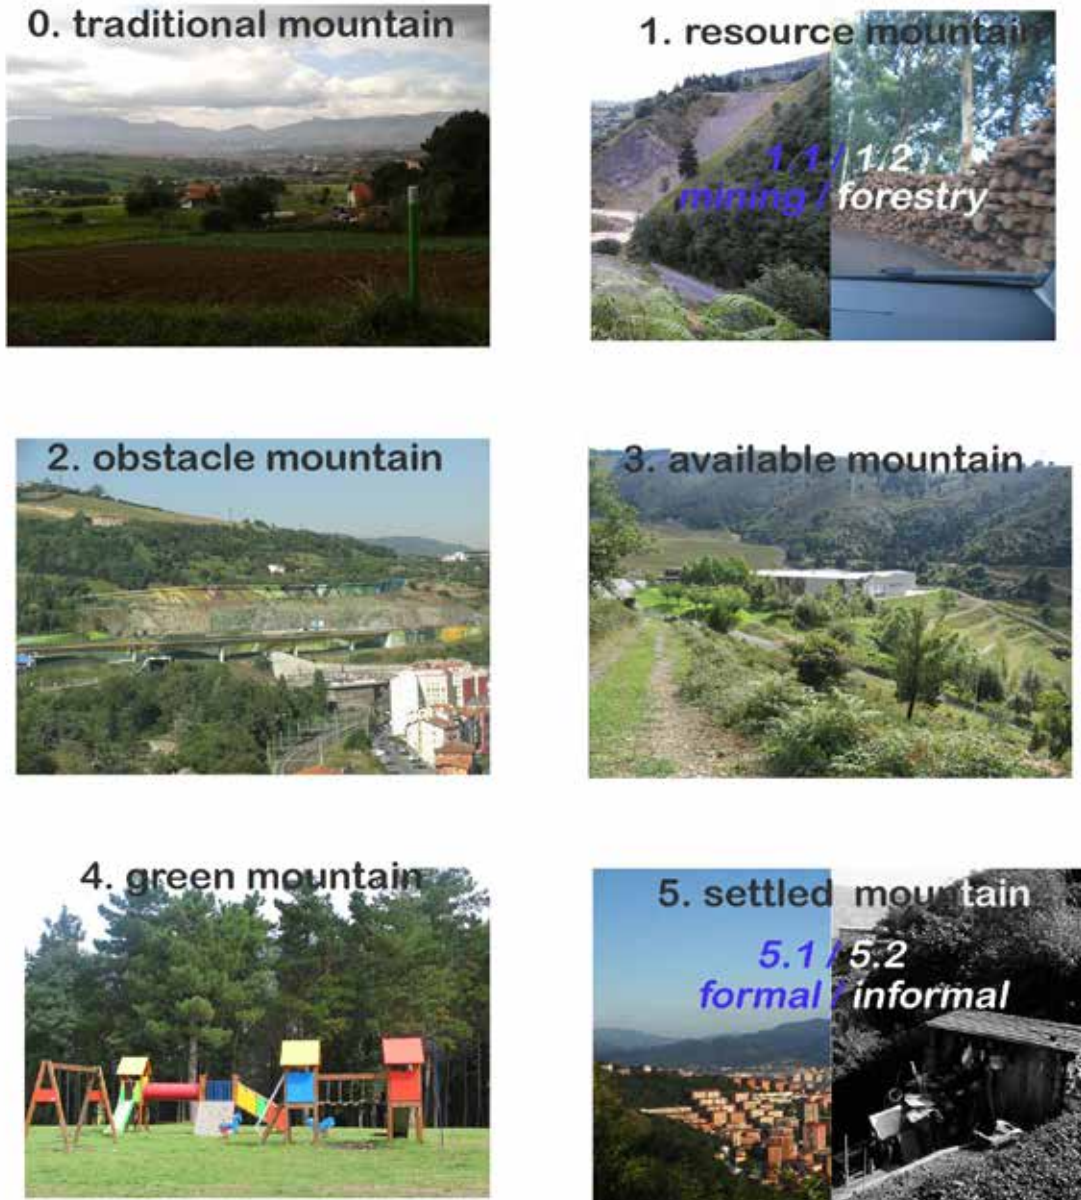 0. traditional mountain
1. resource mountain
1.1 / 1.2
mining / forestry
2. obstacle mountain
3. available mountain
4. green mountain
5. settled mountain
5.1 / 5.2
formal / informal